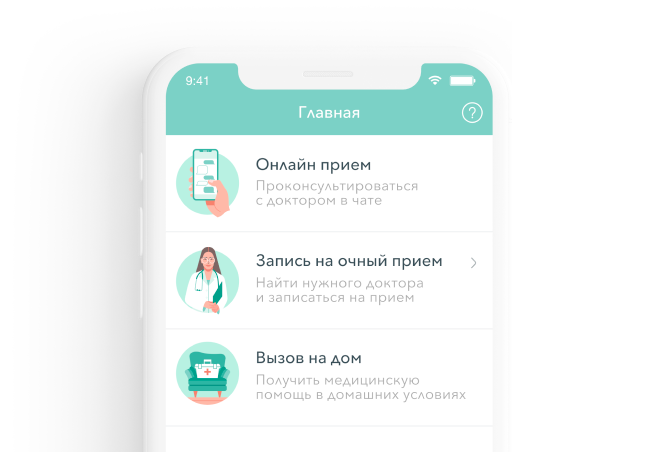 9:41
Главная
?
Онлайн прием
Проконсультироваться
с доктором в чате
Запись на очный прием
Найти нужного доктора
и записаться на прием
Вызов на дом
Получить медицинскую
помощь в домашних условиях